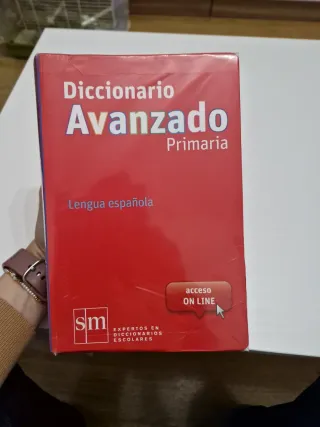 Diccionario
Avanzado
Primaria
Lengua española
acceso
ON LINE
sm
EXPERTOS EN
DICCIONARIOS
ESCOLARES